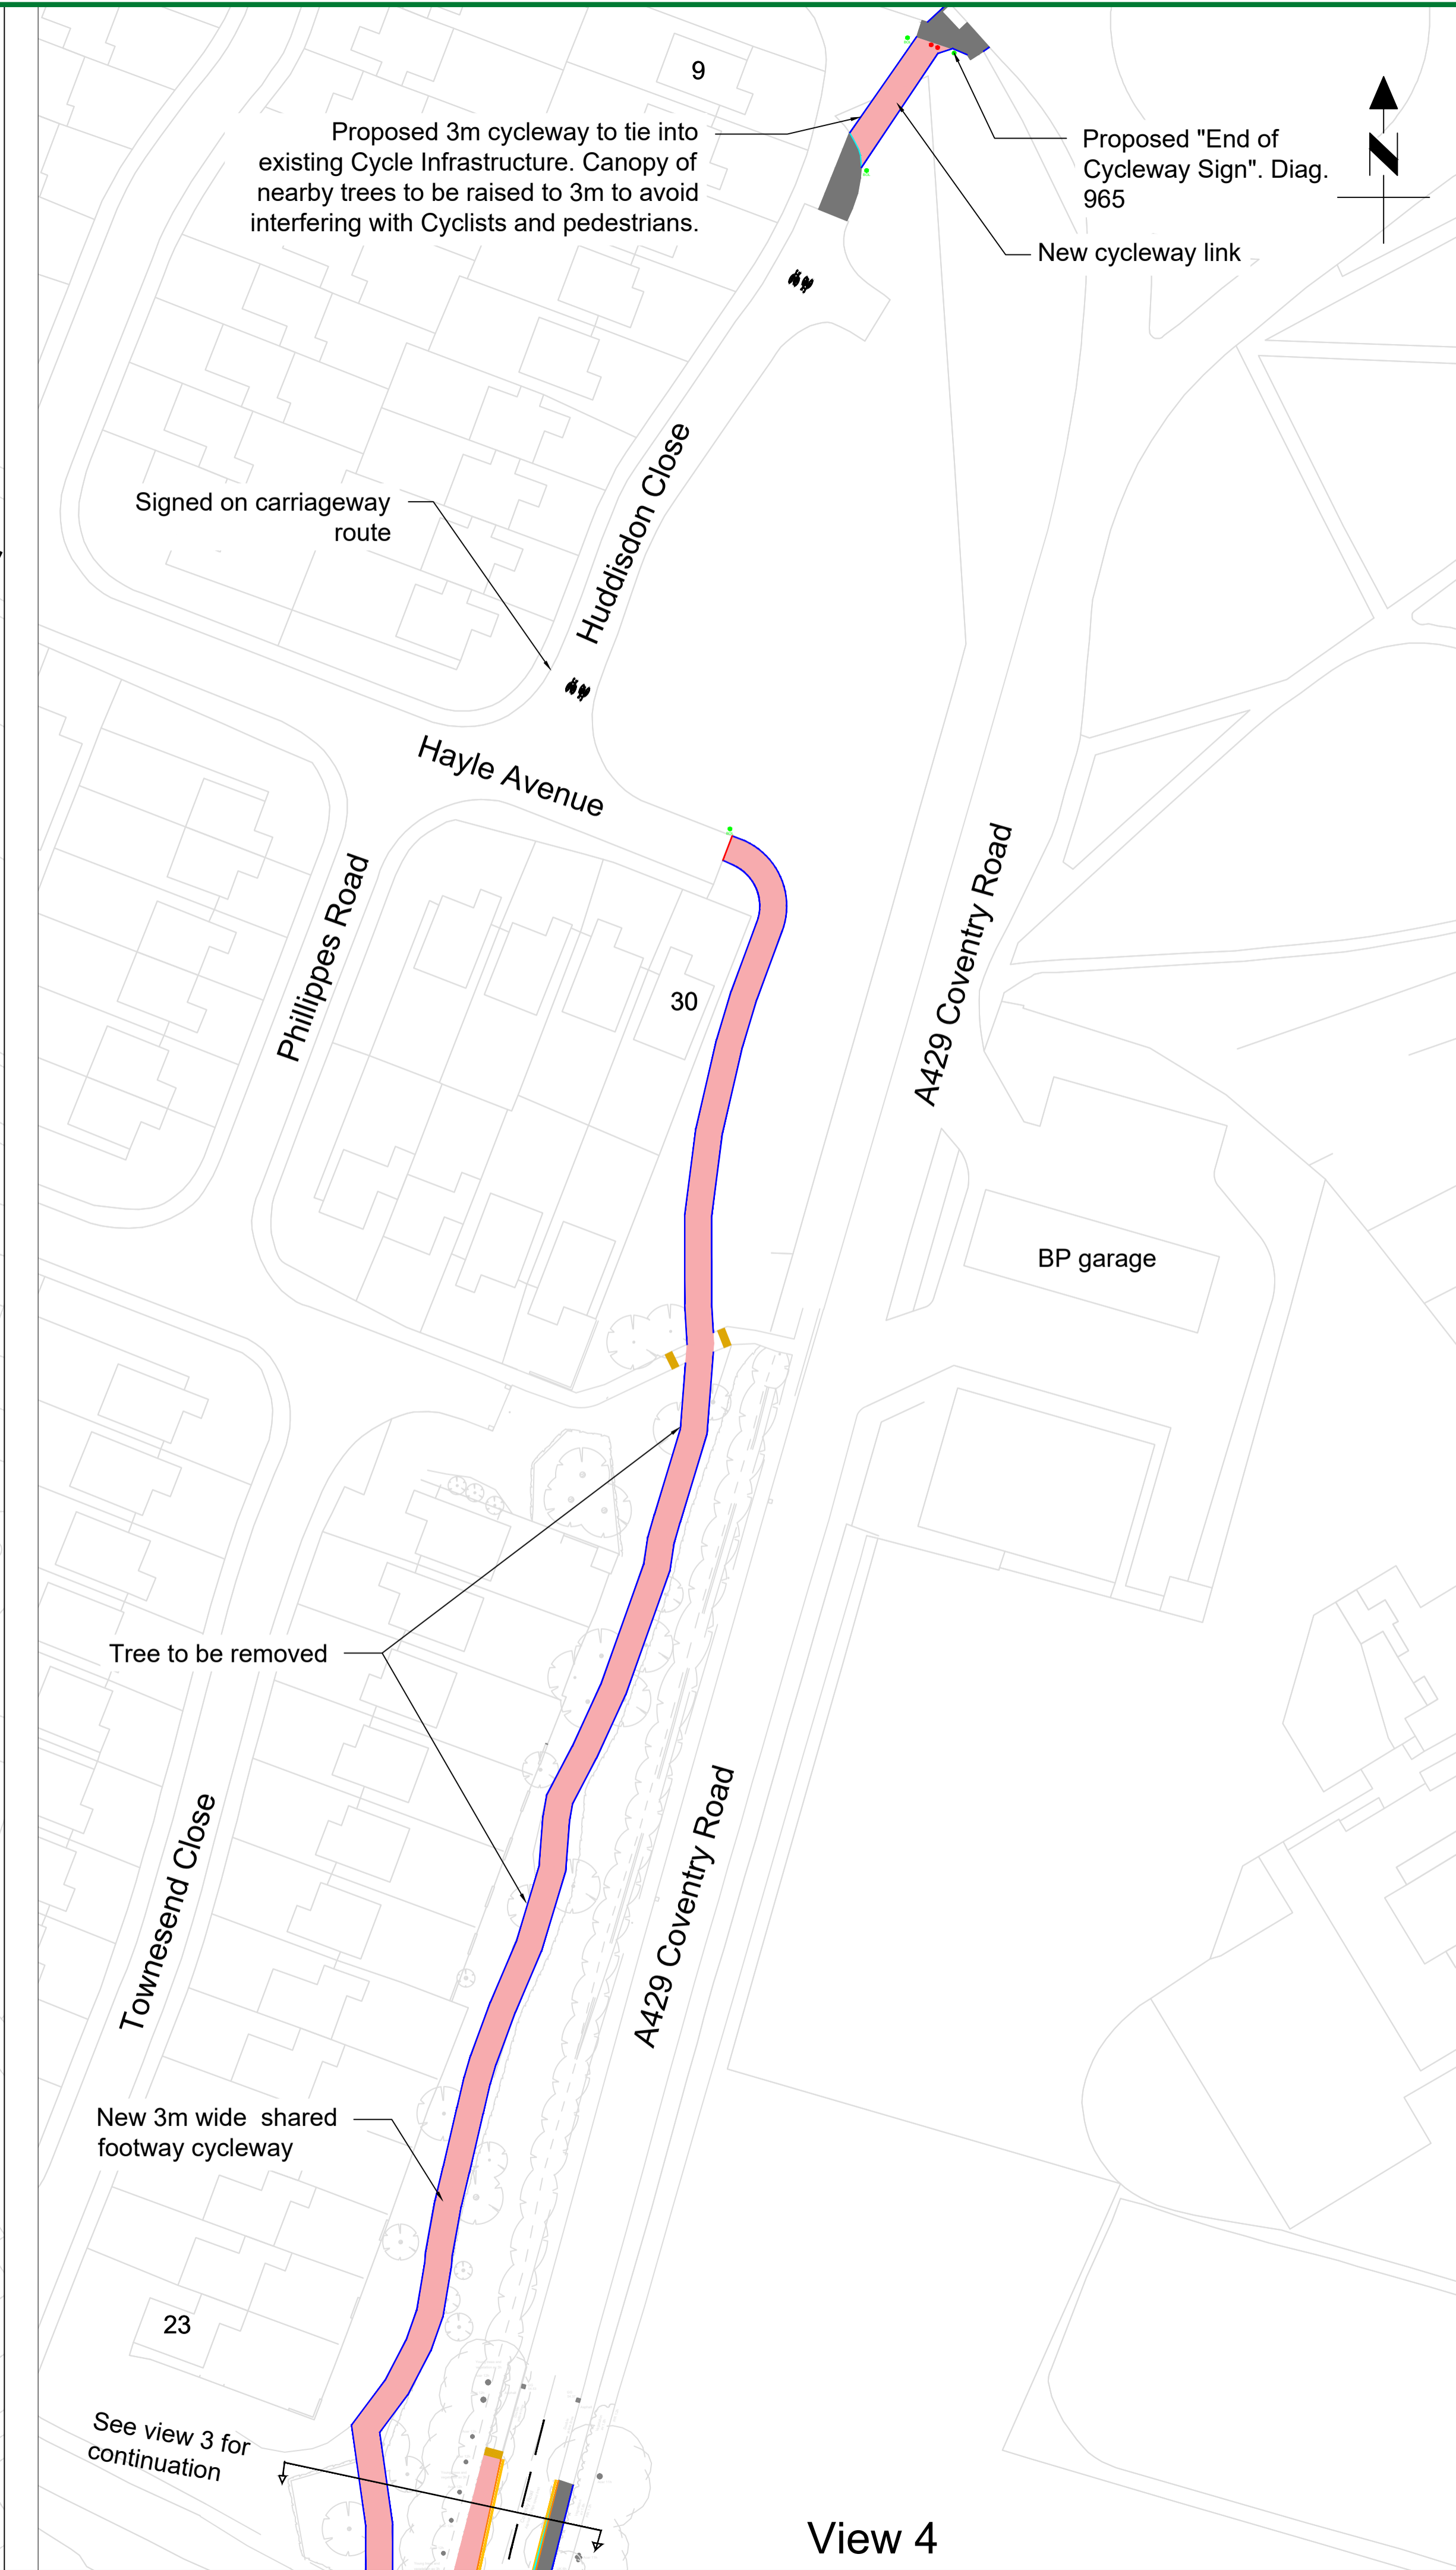 9
Proposed 3m cycleway to tie into
existing Cycle Infrastructure. Canopy of
nearby trees to be raised to 3m to avoid
interfering with Cyclists and pedestrians.
Proposed "End of
Cycleway Sign". Diag.
965
N
New cycleway link
Signed on carriageway
route
Huddisdon Close
Hayle Avenue
Phillippes Road
A429 Coventry Road
30
BP garage
Tree to be removed
Townesend Close
A429 Coventry Road
New 3m wide shared
footway cycleway
23
See view 3 for
continuation
View 4